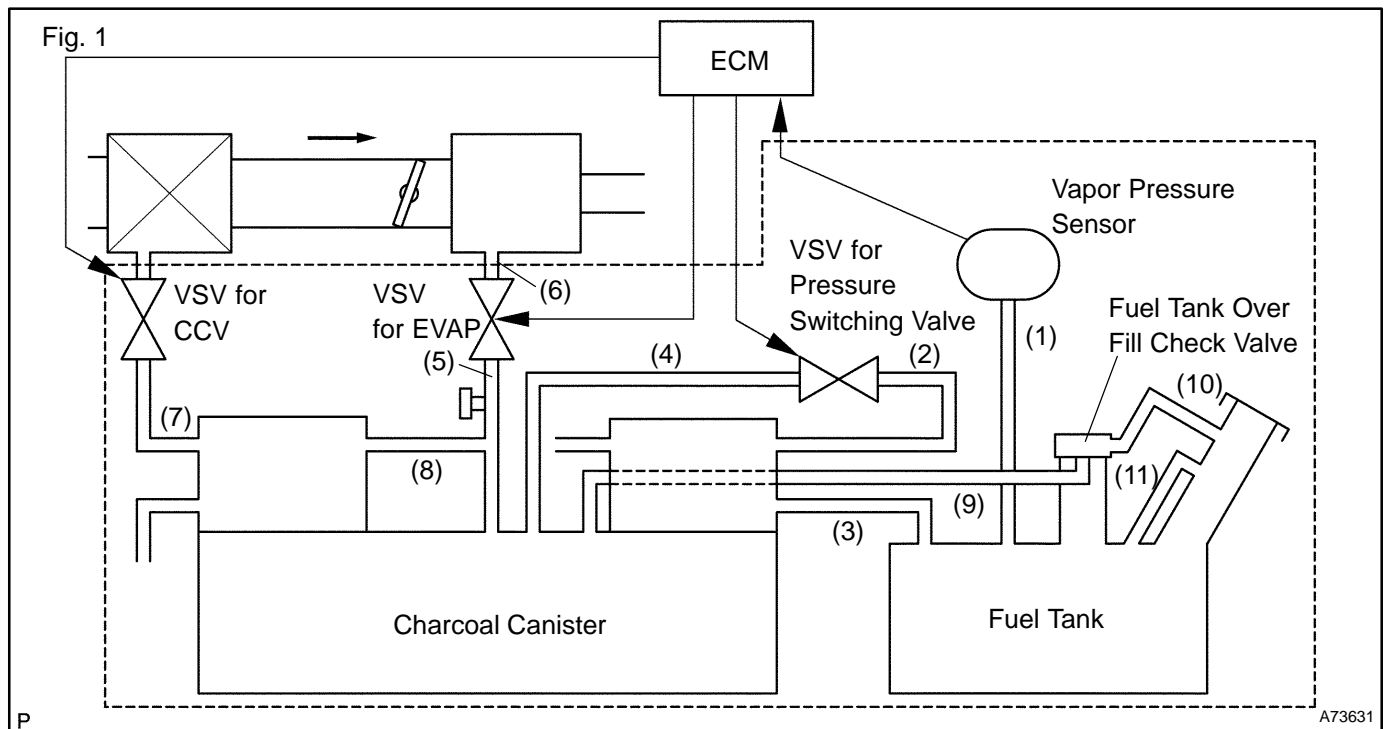 Fig. 1
ECM
Vapor Pressure
Sensor
VSV for
CCV
VSV
for EVAP
(6)
VSV for
Pressure
Switching Valve
Fuel Tank Over
Fill Check Valve
(1)
(2)
(4)
(5)
(10)
(7)
(8)
(11)
(9)
(3)
Charcoal Canister
Fuel Tank
P
A73631